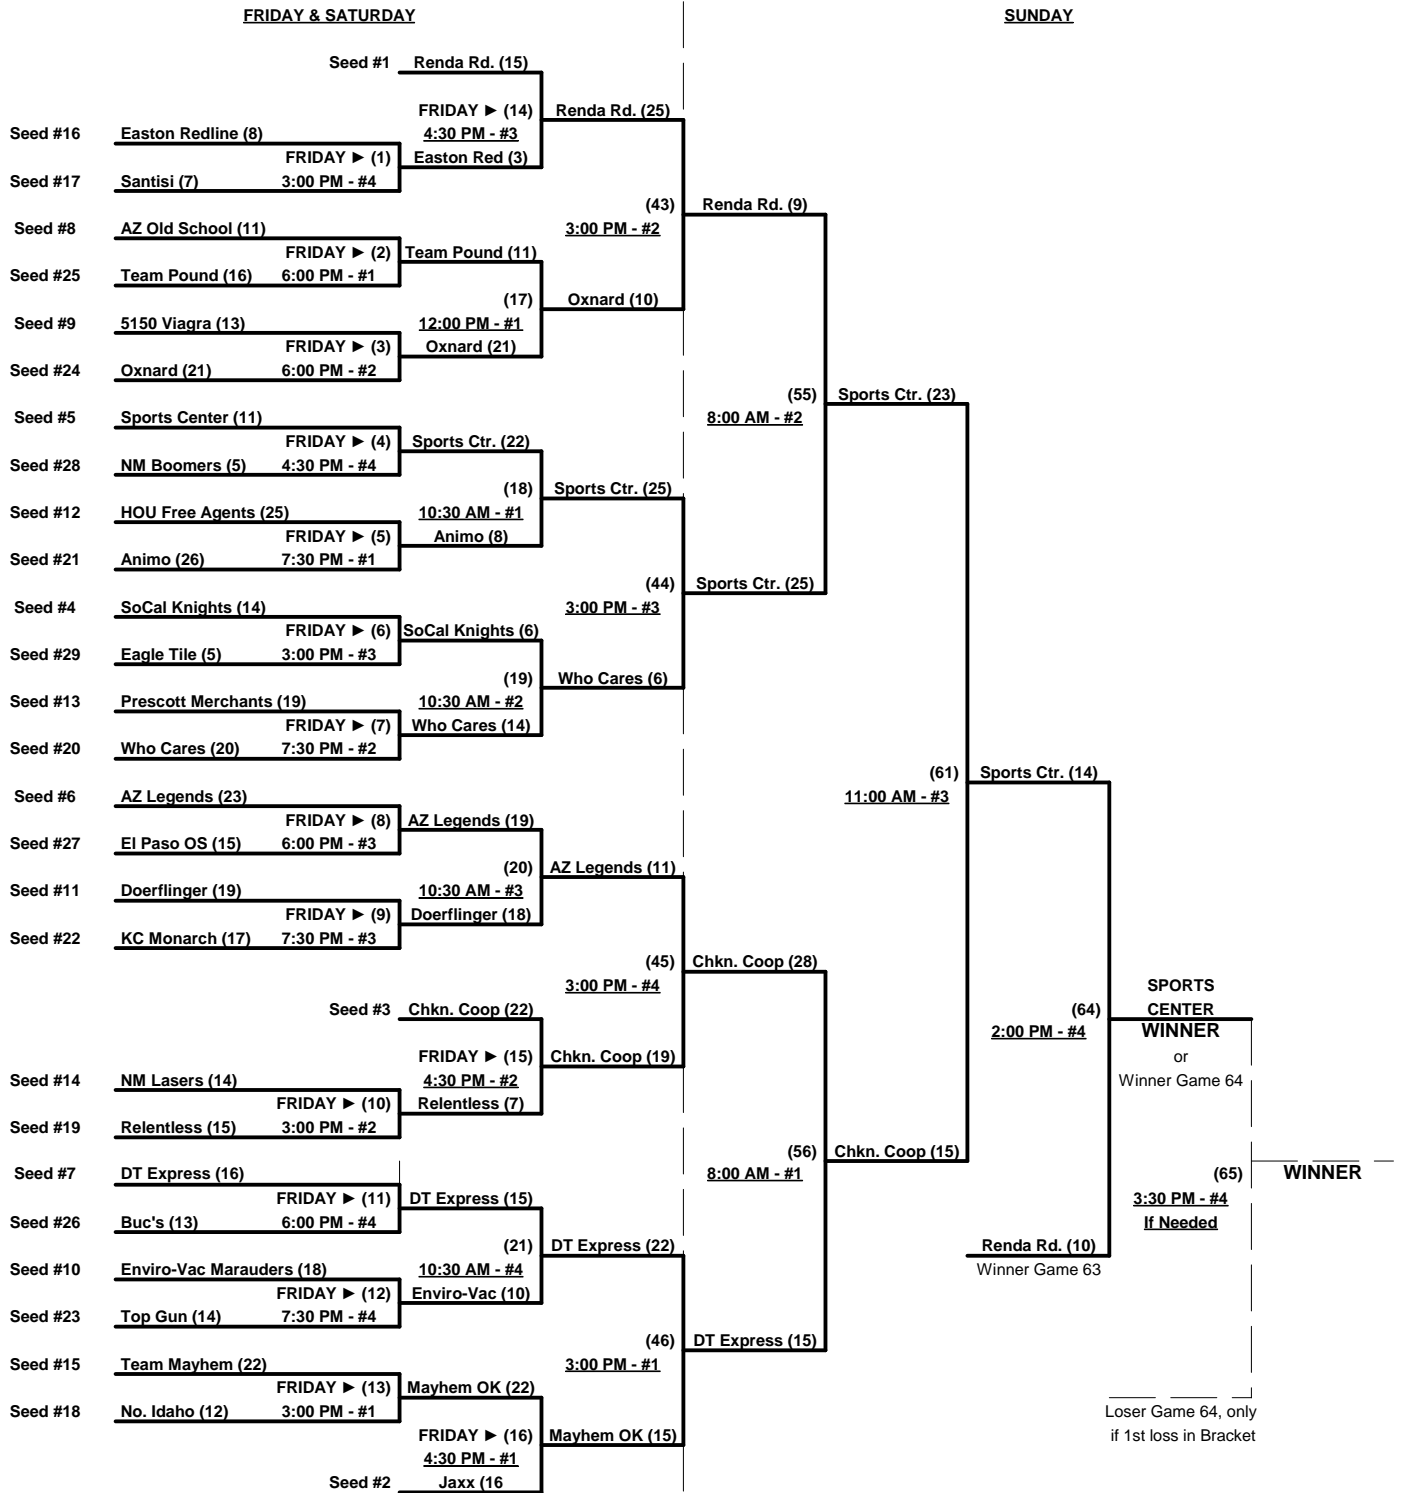 FRIDAY & SATURDAY
SUNDAY
Seed #1 Renda Rd. (15)
FRIDAY ► (14) Renda Rd. (25)
Seed #16 Easton Redline (8) 4:30 PM - #3
FRIDAY ► (1) Easton Red (3)
Seed #17 Santisi (7) 3:00 PM - #4
(43) Renda Rd. (9)
Seed #8 AZ Old School (11) 3:00 PM - #2
FRIDAY ► (2) Team Pound (11)
Seed #25 Team Pound (16) 6:00 PM - #1
(17) Oxnard (10)
Seed #9 5150 Viagra (13) 12:00 PM - #1
FRIDAY ► (3) Oxnard (21)
Seed #24 Oxnard (21) 6:00 PM - #2
(55) Sports Ctr. (23)
Seed #5 Sports Center (11) 8:00 AM - #2
FRIDAY ► (4) Sports Ctr. (22)
Seed #28 NM Boomers (5) 4:30 PM - #4
(18) Sports Ctr. (25)
Seed #12 HOU Free Agents (25) 10:30 AM - #1
FRIDAY ► (5) Animo (8)
Seed #21 Animo (26) 7:30 PM - #1
(44) Sports Ctr. (25)
Seed #4 SoCal Knights (14) 3:00 PM - #3
FRIDAY ► (6) SoCal Knights (6)
Seed #29 Eagle Tile (5) 3:00 PM - #3
(19) Who Cares (6)
Seed #13 Prescott Merchants (19) 10:30 AM - #2
FRIDAY ► (7) Who Cares (14)
Seed #20 Who Cares (20) 7:30 PM - #2
(61) Sports Ctr. (14)
Seed #6 AZ Legends (23) 11:00 AM - #3
FRIDAY ► (8) AZ Legends (19)
Seed #27 El Paso OS (15) 6:00 PM - #3
(20) AZ Legends (11)
Seed #11 Doerflinger (19) 10:30 AM - #3
FRIDAY ► (9) Doerflinger (18)
Seed #22 KC Monarch (17) 7:30 PM - #3
(45) Chkn. Coop (28)
3:00 PM - #4 SPORTS
Seed #3 Chkn. Coop (22) (64) CENTER
2:00 PM - #4 WINNER
FRIDAY ► (15) Chkn. Coop (19) or
Seed #14 NM Lasers (14) 4:30 PM - #2 Winner Game 64
FRIDAY ► (10) Relentless (7)
Seed #19 Relentless (15) 3:00 PM - #2
(56) Chkn. Coop (15)
Seed #7 DT Express (16) 8:00 AM - #1 (65) WINNER
FRIDAY ► (11) DT Express (15) 3:30 PM - #4
Seed #26 Buc's (13) 6:00 PM - #4 If Needed
(21) DT Express (22) Renda Rd. (10)
Seed #10 Enviro-Vac Marauders (18) 10:30 AM - #4 Winner Game 63
FRIDAY ► (12) Enviro-Vac (10)
Seed #23 Top Gun (14) 7:30 PM - #4
(46) DT Express (15)
Seed #15 Team Mayhem (22) 3:00 PM - #1
FRIDAY ► (13) Mayhem OK (22)
Seed #18 No. Idaho (12) 3:00 PM - #1 Loser Game 64, only
FRIDAY ► (16) Mayhem OK (15) if 1st loss in Bracket
4:30 PM - #1
Seed #2 Jaxx (16